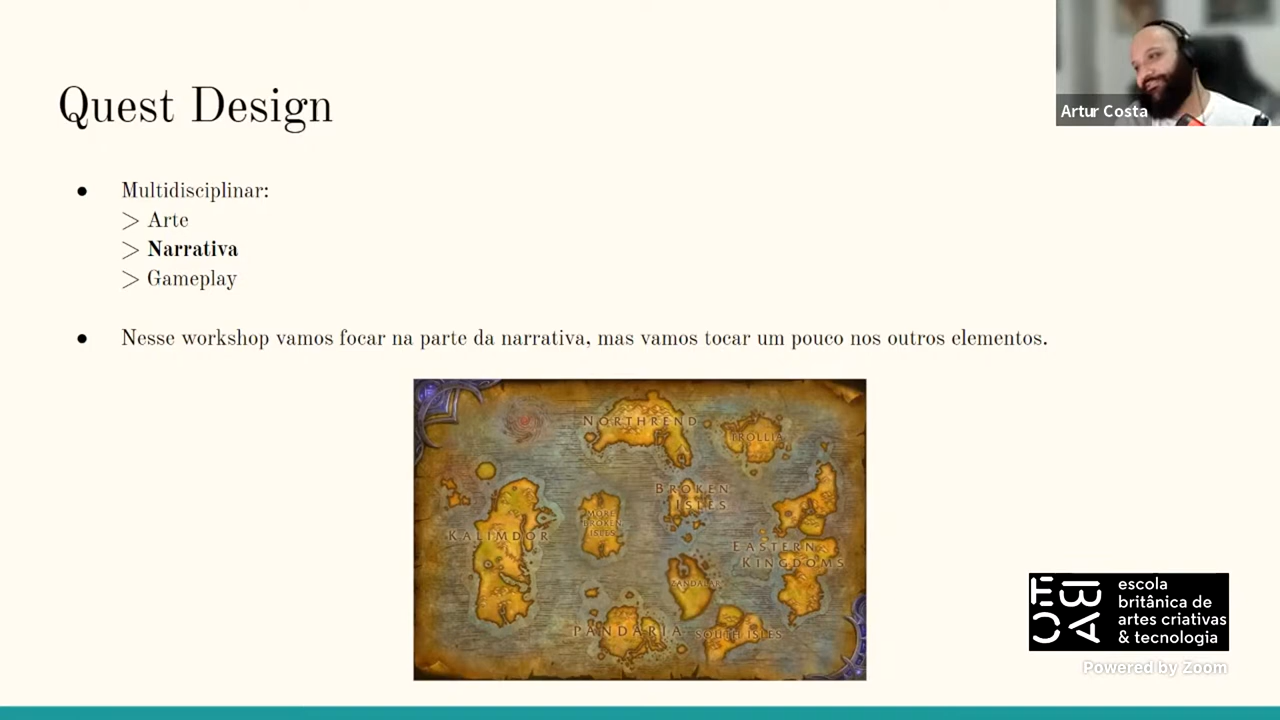 Quest Design
Artur Costa
● Multidisciplinar:
> Arte
> Narrativa
> Gameplay
● Nesse workshop vamos focar na parte da narrativa, mas vamos tocar um pouco nos outros elementos.
NORTHREND
TROLLIA
BROKEN
ISLES
MORE
BROKEN
ISLES
KALIMDOR
EASTERN
KINGDOMS
ZANDALAR
PANDARIA
SOUTH ISLES
EBAC
escola
britânica de
artes criativas
& tecnologia
Powered by Zoom